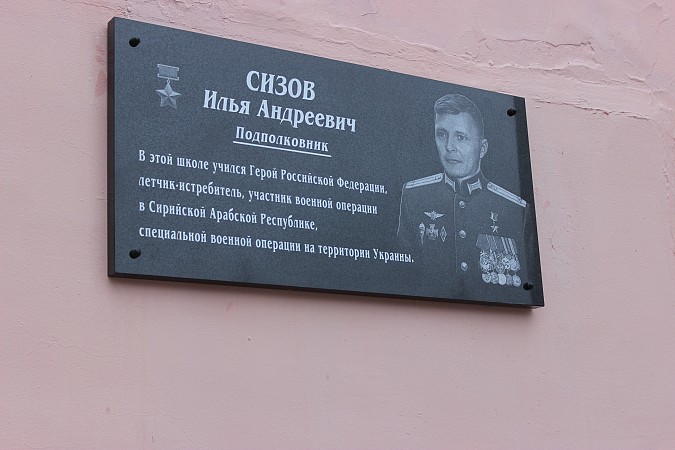 СИЗОВ
Илья Андреевич
Подполковник
В этой школе учился Герой Российской Федерации,
летчик-истребитель, участник военной операции
в Сирийской Арабской Республике,
специальной военной операции на территории Украины.